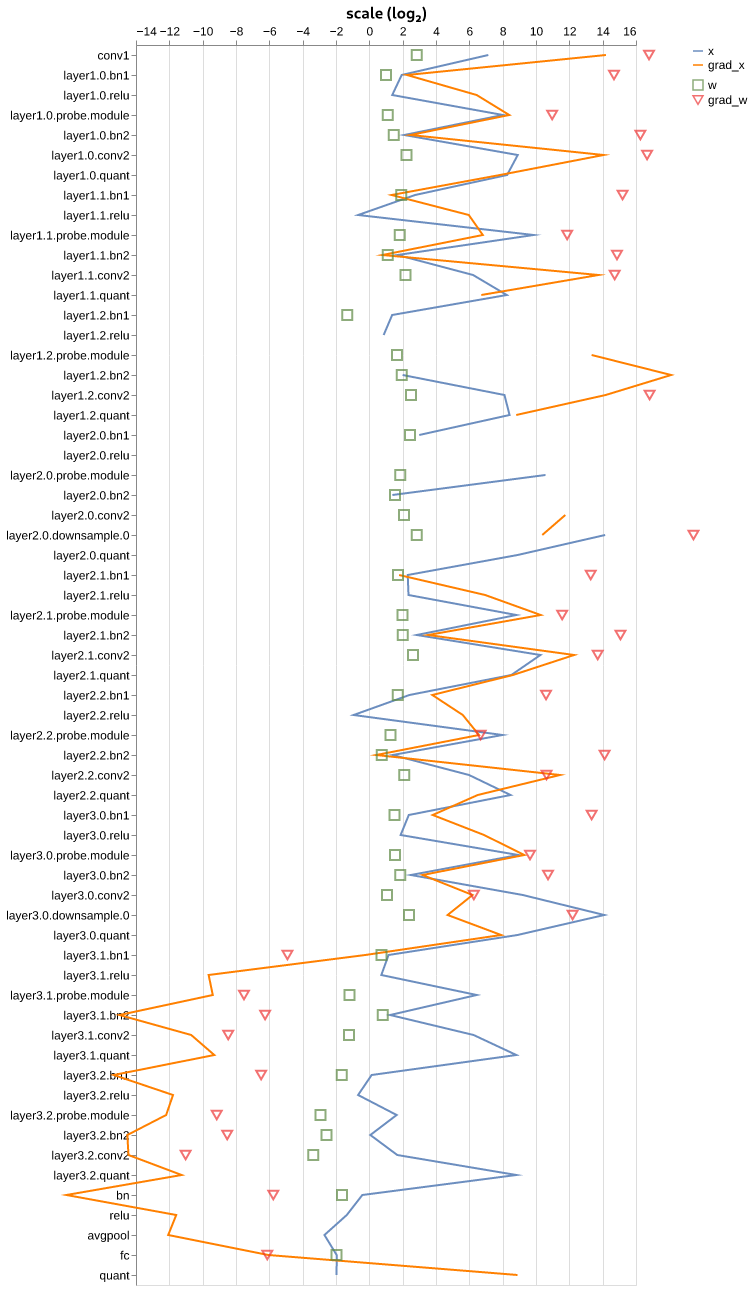 scale (log₂)
−14 −12 −10 −8 −6 −4 −2 0 2 4 6 8 10 12 14 16
x
grad_x
w
grad_w
conv1
layer1.0.bn1
layer1.0.relu
layer1.0.probe.module
layer1.0.bn2
layer1.0.conv2
layer1.0.quant
layer1.1.bn1
layer1.1.relu
layer1.1.probe.module
layer1.1.bn2
layer1.1.conv2
layer1.1.quant
layer1.2.bn1
layer1.2.relu
layer1.2.probe.module
layer1.2.bn2
layer1.2.conv2
layer1.2.quant
layer2.0.bn1
layer2.0.relu
layer2.0.probe.module
layer2.0.bn2
layer2.0.conv2
layer2.0.downsample.0
layer2.0.quant
layer2.1.bn1
layer2.1.relu
layer2.1.probe.module
layer2.1.bn2
layer2.1.conv2
layer2.1.quant
layer2.2.bn1
layer2.2.relu
layer2.2.probe.module
layer2.2.bn2
layer2.2.conv2
layer2.2.quant
layer3.0.bn1
layer3.0.relu
layer3.0.probe.module
layer3.0.bn2
layer3.0.conv2
layer3.0.downsample.0
layer3.0.quant
layer3.1.bn1
layer3.1.relu
layer3.1.probe.module
layer3.1.bn2
layer3.1.conv2
layer3.1.quant
layer3.2.bn1
layer3.2.relu
layer3.2.probe.module
layer3.2.bn2
layer3.2.conv2
layer3.2.quant
bn
relu
avgpool
fc
quant